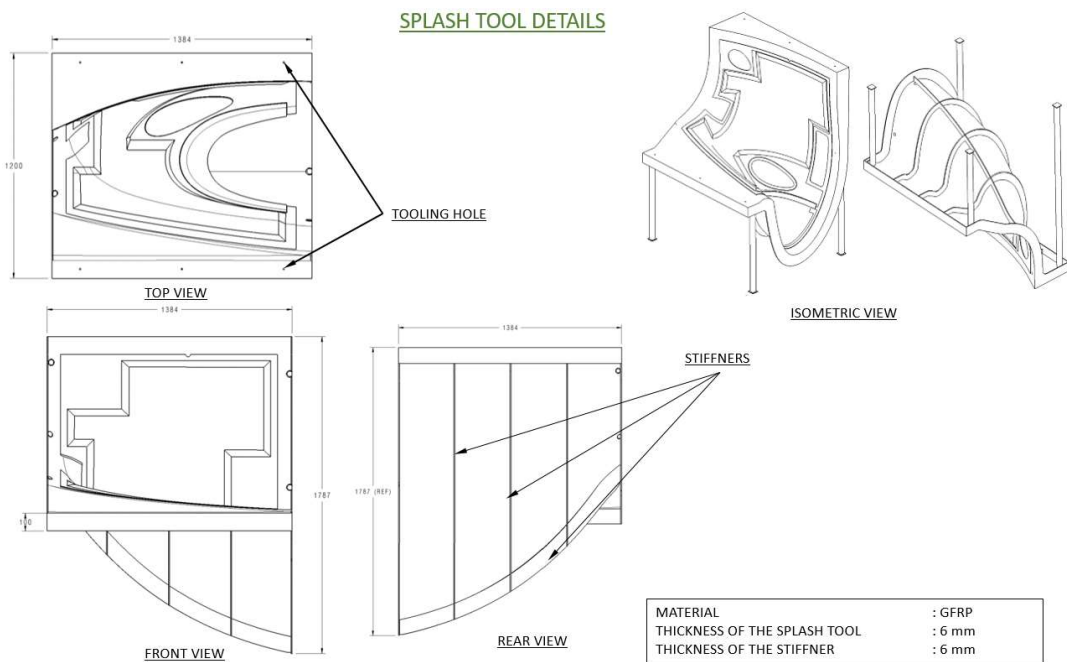 SPLASH TOOL DETAILS
1384
1200
TOOLING HOLE
TOP VIEW
ISOMETRIC VIEW
1384
1787
100
FRONT VIEW
1384
1787 (REF)
STIFFNERS
REAR VIEW
MATERIAL : GFRP
THICKNESS OF THE SPLASH TOOL : 6 mm
THICKNESS OF THE STIFFNER : 6 mm